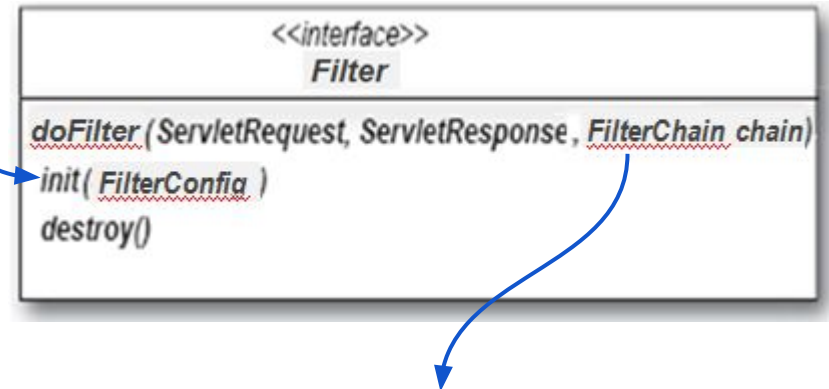 <<interface>>
Filter
doFilter (ServletRequest, ServletResponse , FilterChain chain)
init( FilterConfig )
destroy()